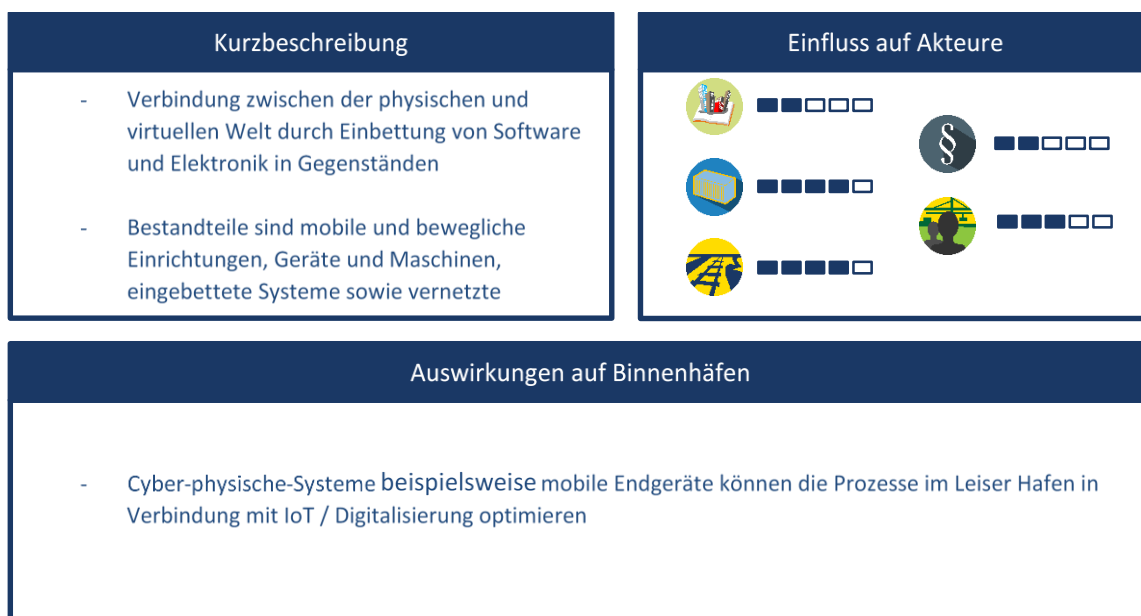 Kurzbeschreibung
- Verbindung zwischen der physischen und
virtuellen Welt durch Einbettung von Software
und Elektronik in Gegenständen
- Bestandteile sind mobile und bewegliche
Einrichtungen, Geräte und Maschinen,
eingebettete Systeme sowie vernetzte
Einfluss auf Akteure
§
Auswirkungen auf Binnenhäfen
- Cyber-physische-Systeme beispielsweise mobile Endgeräte können die Prozesse im Leiser Hafen in
Verbindung mit IoT / Digitalisierung optimieren